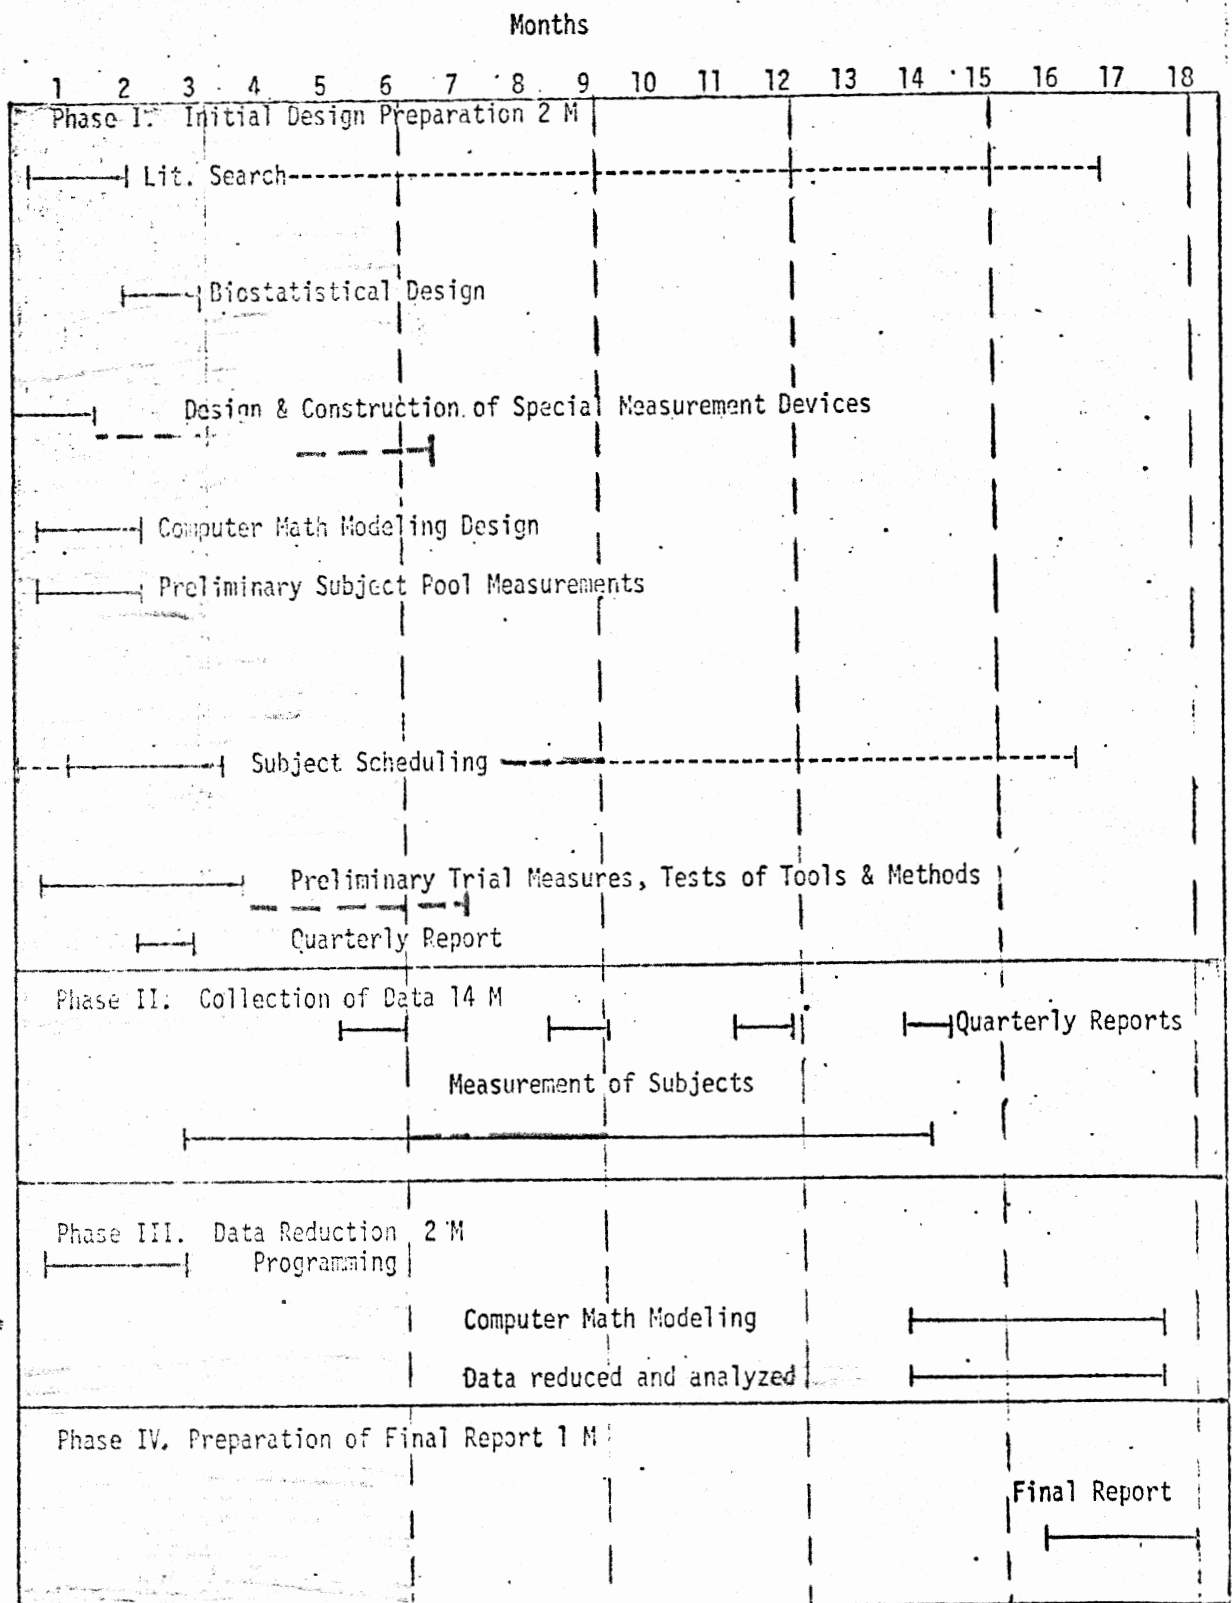 Months
1 2 3 4 5 6 7 8 9 10 11 12 13 14 15 16 17 18
Phase I: Initial Design Preparation 2 M
Lit. Search
Biostatistical Design
Design & Construction of Special Measurement Devices
Computer Math Modeling Design
Preliminary Subject Pool Measurements
Subject Scheduling
Preliminary Trial Measures, Tests of Tools & Methods
Quarterly Report
Phase II. Collection of Data 14 M
Quarterly Reports
Measurement of Subjects
Phase III. Data Reduction 2 M
Programming
Computer Math Modeling
Data reduced and analyzed
Phase IV. Preparation of Final Report 1 M
Final Report